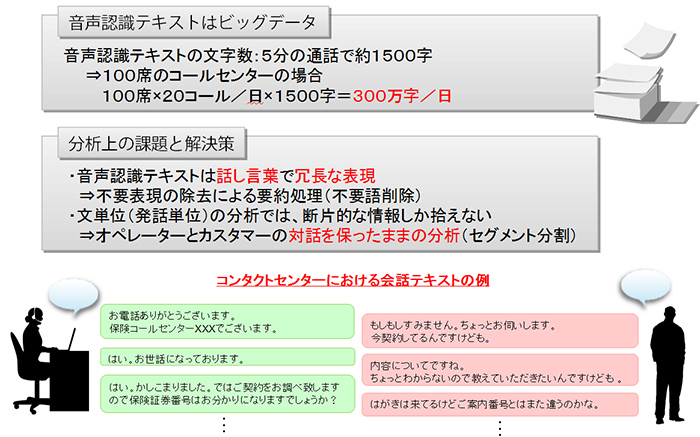 音声認識テキストはビッグデータ
音声認識テキストの文字数：５分の通話で約１５００字
⇒１００席のコールセンターの場合
１００席×２０コール／日×１５００字＝３００万字／日
分析上の課題と解決策
・音声認識テキストは話し言葉で冗長な表現
⇒不要表現の除去による要約処理（不要語削除）
・文単位（発話単位）の分析では、断片的な情報しか拾えない
⇒オペレーターとカスタマーの対話を保ったままの分析（セグメント分割）
コンタクトセンターにおける会話テキストの例
お電話ありがとうございます。
保険コールセンターXXXでございます。
もしもしすみません。ちょっとお伺いします。
今契約してるんですけども。
はい。お世話になっております。
内容についてですね。
ちょっとわからないので教えていただきたいんですけども 。
はい。かしこまりました。ではご契約をお調べ致します
ので保険証券番号はお分かりになりますでしょうか？
はがきは来てるけどご案内番号とはまた違うのかな。
⋮
⋮